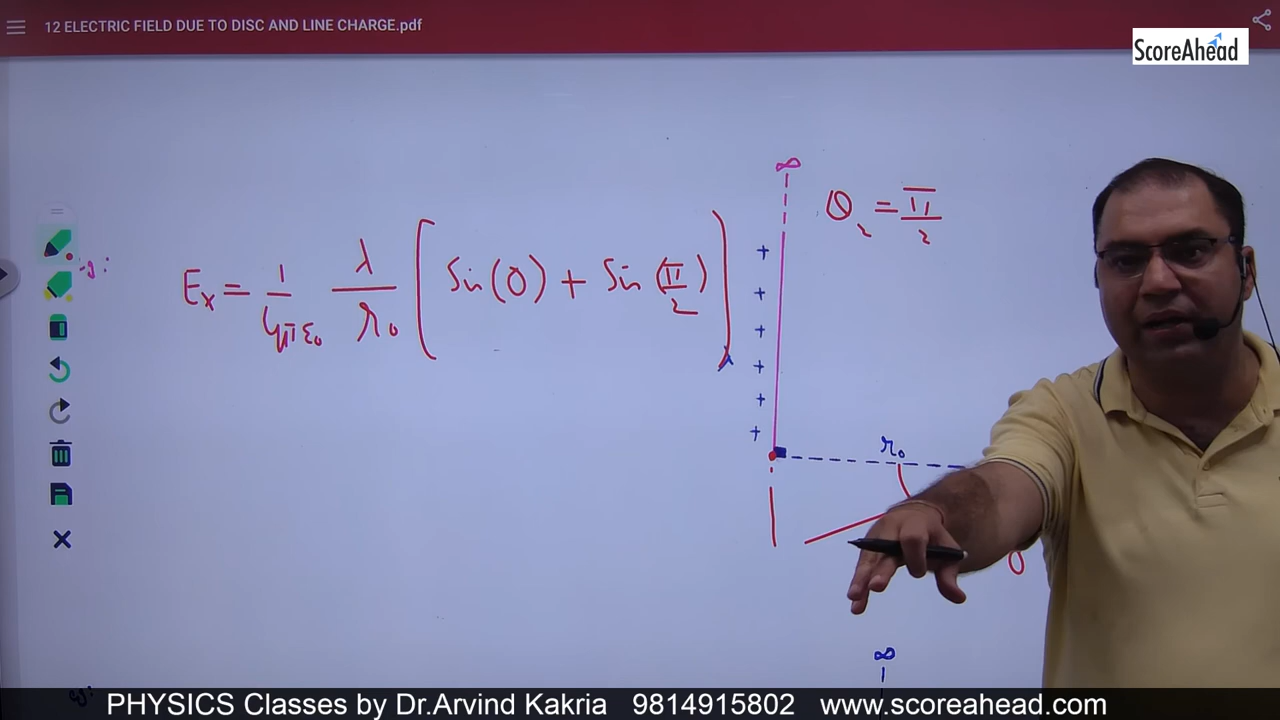 12 ELECTRIC FIELD DUE TO DISC AND LINE CHARGE.pdf
ScoreAhead
∞
θ₂ = π/2
Eₓ = 1/4πε₀ λ/r₀ [ Sin(0) + Sin(π/2) ]
+
+
+
+
+
+
r₀
0
∞
PHYSICS Classes by Dr.Arvind Kakria 9814915802 www.scoreahead.com